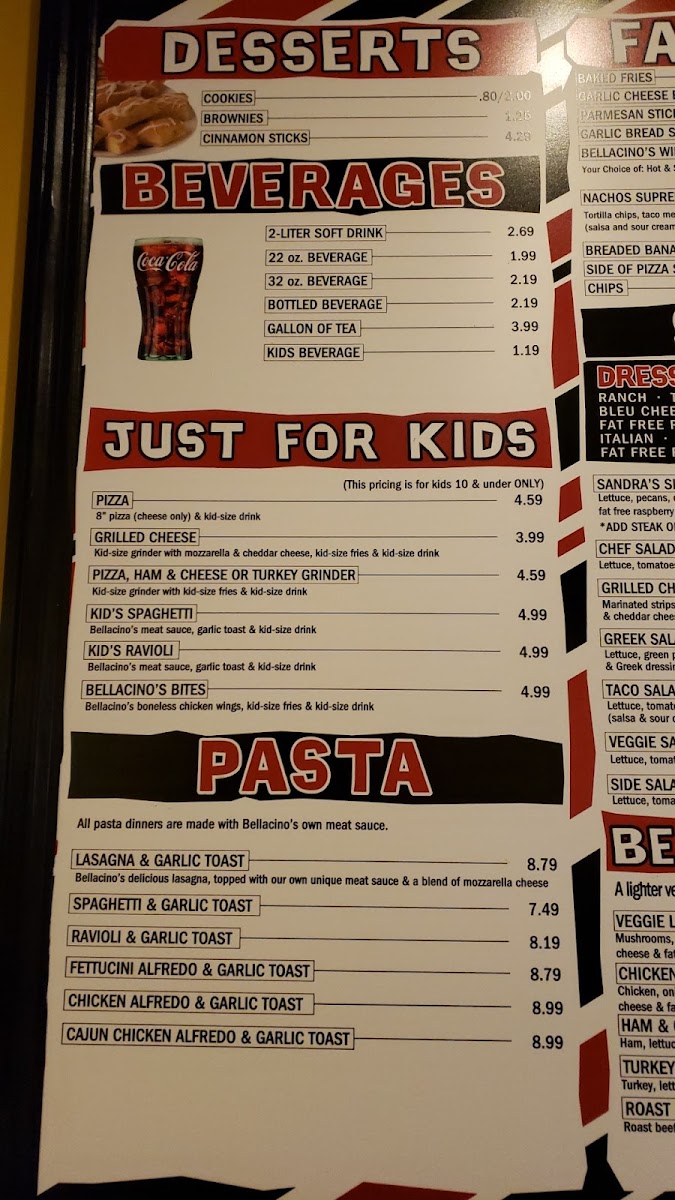 DESSERTS
COOKIES .80/2.00
BROWNIES
CINNAMON STICKS
BEVERAGES
Coca-Cola
2-LITER SOFT DRINK 2.69
22 oz. BEVERAGE 1.99
32 oz. BEVERAGE 2.19
BOTTLED BEVERAGE 2.19
GALLON OF TEA 3.99
KIDS BEVERAGE 1.19
JUST FOR KIDS
(This pricing is for kids 10 & under ONLY)
PIZZA 4.59
8" pizza (cheese only) & kid-size drink
GRILLED CHEESE 3.99
Kid-size grinder with mozzarella & cheddar cheese, kid-size fries & kid-size drink
PIZZA, HAM & CHEESE OR TURKEY GRINDER 4.59
Kid-size grinder with kid-size fries & kid-size drink
KID'S SPAGHETTI 4.99
Bellacino's meat sauce, garlic toast & kid-size drink
KID'S RAVIOLI 4.99
Bellacino's meat sauce, garlic toast & kid-size drink
BELLACINO'S BITES 4.99
Bellacino's boneless chicken wings, kid-size fries & kid-size drink
PASTA
All pasta dinners are made with Bellacino's own meat sauce.
LASAGNA & GARLIC TOAST 8.79
Bellacino's delicious lasagna, topped with our own unique meat sauce & a blend of mozzarella cheese
SPAGHETTI & GARLIC TOAST 7.49
RAVIOLI & GARLIC TOAST 8.19
FETTUCINI ALFREDO & GARLIC TOAST 8.79
CHICKEN ALFREDO & GARLIC TOAST 8.99
CAJUN CHICKEN ALFREDO & GARLIC TOAST 8.99
FA
BAKED FRIES
GARLIC CHEESE
PARMESAN STICK
GARLIC BREAD S
BELLACINO'S WI
Your Choice of: Hot &
NACHOS SUPRE
Tortilla chips, taco me
(salsa and sour cream
BREADED BANA
SIDE OF PIZZA
CHIPS
DRESS
RANCH · T
BLEU CHEE
FAT FREE F
ITALIAN ·
FAT FREE
SANDRA'S S
Lettuce, pecans,
fat free raspberry
*ADD STEAK O
CHEF SALAD
Lettuce, tomatoe
GRILLED CH
Marinated strips
& cheddar chee
GREEK SAL
Lettuce, green
& Greek dressin
TACO SALA
Lettuce, tomat
(salsa & sour
VEGGIE SA
Lettuce, tomat
SIDE SALA
Lettuce, toma
BE
A lighter ve
VEGGIE L
Mushrooms,
cheese & fat
CHICKEN
Chicken, on
cheese & fa
HAM &
Ham, lettuc
TURKEY
Turkey, lett
ROAST
Roast beef